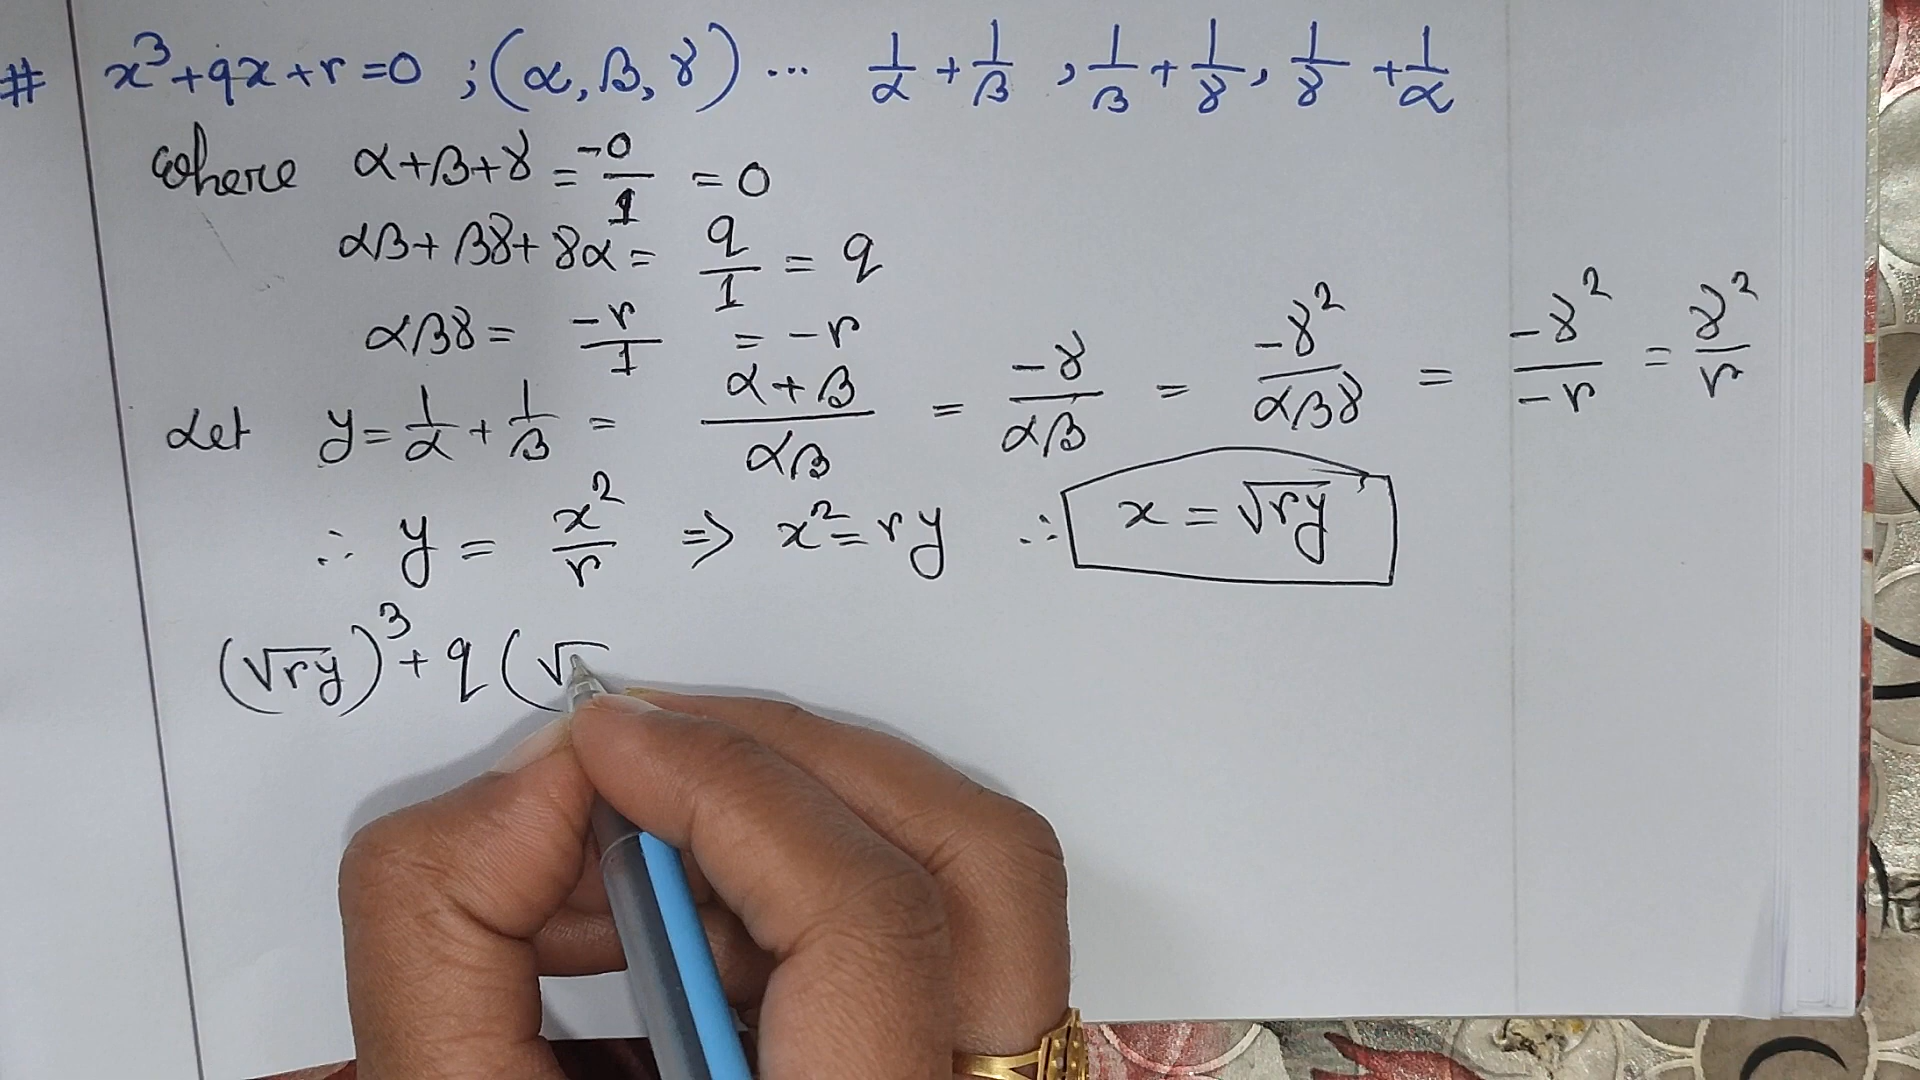 # x³+qx+r=0 ; (α, β, γ) ... 1/α + 1/β , 1/β + 1/γ, 1/γ + 1/α
where α+β+γ = -0/1 = 0
αβ+βγ+γα = q/1 = q
αβγ = -r/1 = -r
Let y = 1/α + 1/β = (α+β)/αβ = -γ/αβ = -γ²/αβγ = -γ²/-r = γ²/r
∴ y = x²/r ⇒ x² = ry ∴ x = √ry
(√ry)³ + q(√